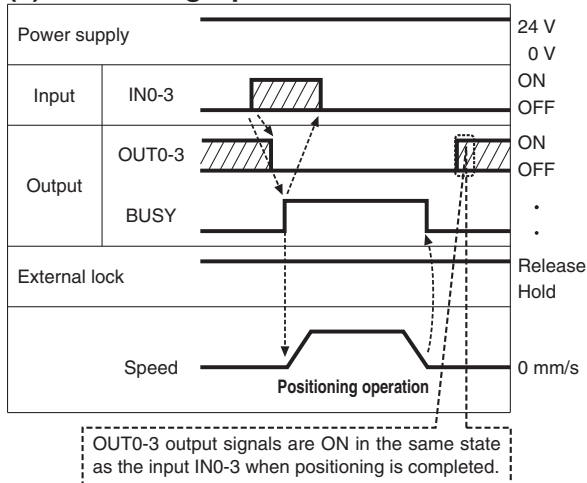 Power supply
24 V
0 V
Input
IN0-3
ON
OFF
Output
OUT0-3
ON
OFF
BUSY
External lock
Release
Hold
Speed
0 mm/s
Positioning operation
OUT0-3 output signals are ON in the same state
as the input IN0-3 when positioning is completed.